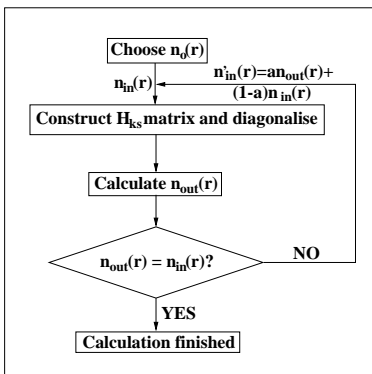 Choose n_o(r)
n_in(r)
n'_in(r)=an_out(r)+
(1-a)n_in(r)
Construct H_ks matrix and diagonalise
Calculate n_out(r)
n_out(r) = n_in(r)?
NO
YES
Calculation finished